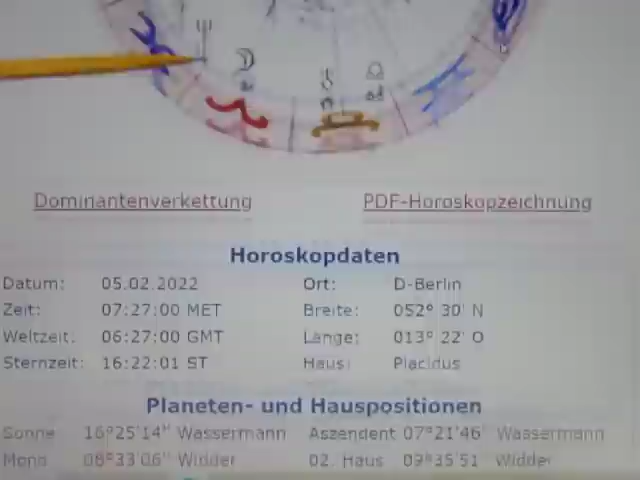 Dominantenverkettung PDF-Horoskopzeichnung
Horoskopdaten
Datum: 05.02.2022 Ort: D-Berlin
Zeit: 07:27:00 MET Breite: 052° 30' N
Weltzeit: 06:27:00 GMT Länge: 013° 22' O
Sternzeit: 16:22:01 ST Haus: Placidus
Planeten- und Hauspositionen
Sonne 16°25'14" Wassermann Aszendent 07°21'46" Wassermann
Mond 08°33'06" Widder 02. Haus 09°35'51" Widder